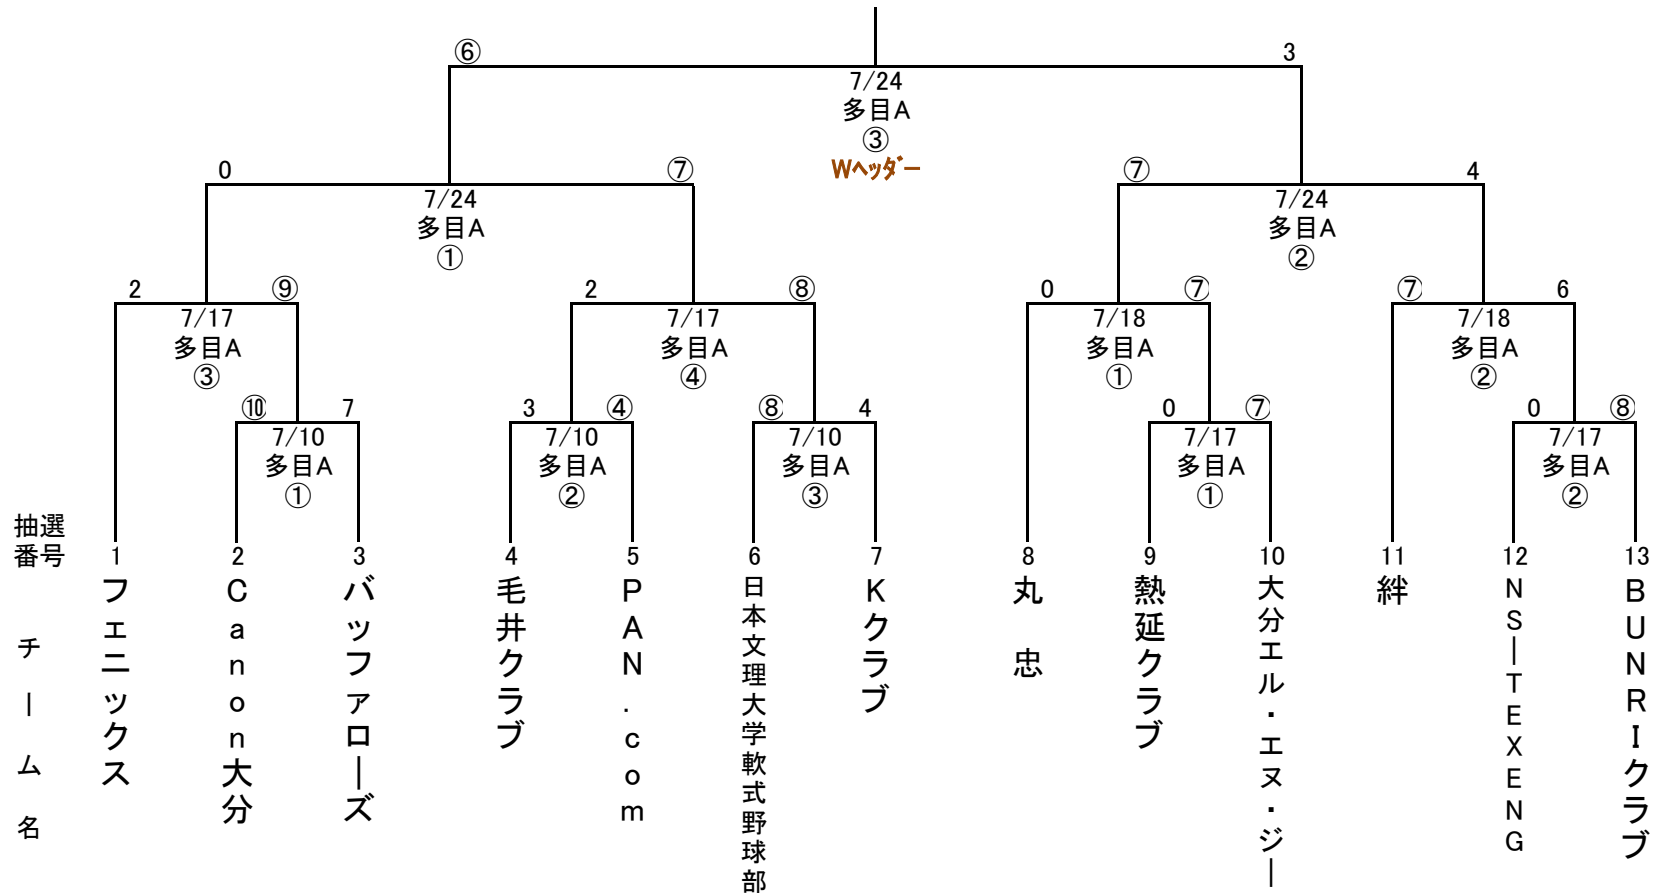 ⑥ 3
7/24
多目A
③
Wヘッダー
0 ⑦ ⑦ 4
7/24 7/24
多目A 多目A
① ②
2 ⑨ 2 ⑧ 0 ⑦ ⑦ 6
7/17 7/17 7/18 7/18
多目A 多目A 多目A 多目A
③ ④ ① ②
⑩ 7 3 ④ ⑧ 4 0 ⑦ 0 ⑧
7/10 7/10 7/10 7/17 7/17
多目A 多目A 多目A 多目A 多目A
① ② ③ ① ②
抽選
番号 1 2 3 4 5 6 7 8 9 10 11 12 13
チーム名
フェニックス
Canon大分
バッファローズ
毛井クラブ
PAN.com
日本文理大学軟式野球部
Kクラブ
丸忠
熱延クラブ
大分エル・エヌ・ジー
絆
NS―TEXENG
BUNRIクラブ